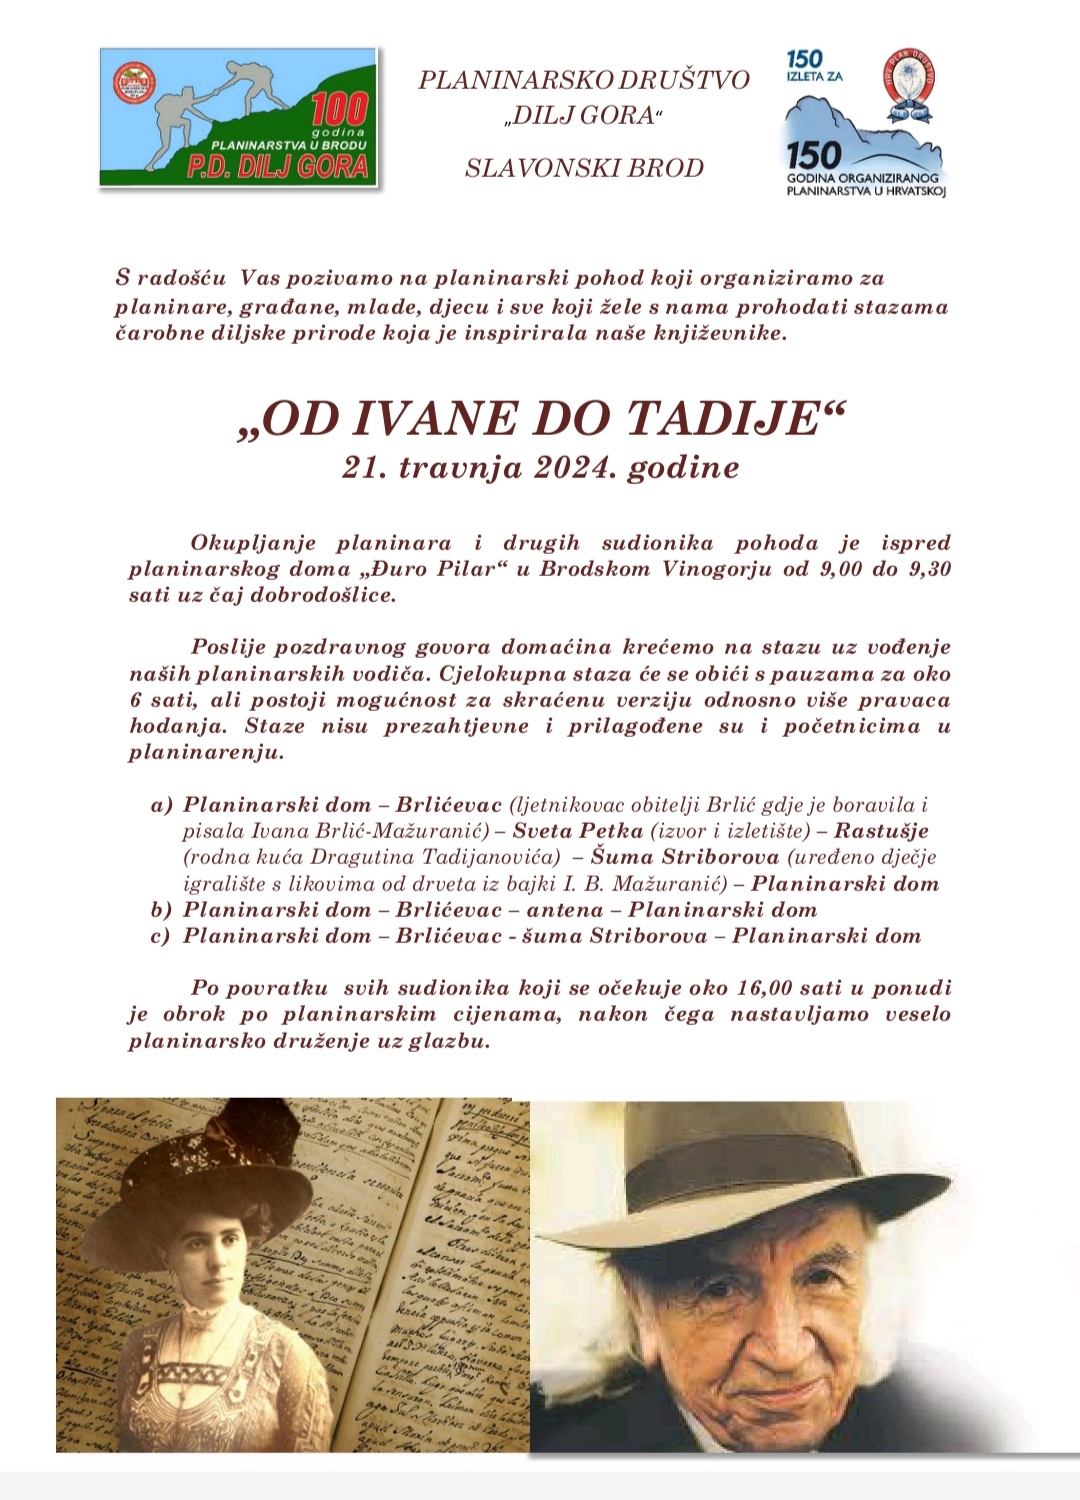 100
godina
PLANINARSTVA U BRODU
P.D. DILJ GORA
PLANINARSKO DRUŠTVO
„DILJ GORA“
SLAVONSKI BROD
150
IZLETA ZA
HRV PLAN DRUŠTVO
150
GODINA ORGANIZIRANOG
PLANINARSTVA U HRVATSKOJ
S radošću Vas pozivamo na planinarski pohod koji organiziramo za
planinare, građane, mlade, djecu i sve koji žele s nama prohodati stazama
čarobne diljske prirode koja je inspirirala naše književnike.
„OD IVANE DO TADIJE“
21. travnja 2024. godine
Okupljanje planinara i drugih sudionika pohoda je ispred
planinarskog doma „Đuro Pilar“ u Brodskom Vinogorju od 9,00 do 9,30
sati uz čaj dobrodošlice.
Poslije pozdravnog govora domaćina krećemo na stazu uz vođenje
naših planinarskih vodiča. Cjelokupna staza će se obići s pauzama za oko
6 sati, ali postoji mogućnost za skraćenu verziju odnosno više pravaca
hodanja. Staze nisu prezahtjevne i prilagođene su i početnicima u
planinarenju.
a) Planinarski dom – Brlićevac (ljetnikovac obitelji Brlić gdje je boravila i
pisala Ivana Brlić-Mažuranić) – Sveta Petka (izvor i izletište) – Rastušje
(rodna kuća Dragutina Tadijanovića) – Šuma Striborova (uređeno dječje
igralište s likovima od drveta iz bajki I. B. Mažuranić) – Planinarski dom
b) Planinarski dom – Brlićevac – antena – Planinarski dom
c) Planinarski dom – Brlićevac - šuma Striborova – Planinarski dom
Po povratku svih sudionika koji se očekuje oko 16,00 sati u ponudi
je obrok po planinarskim cijenama, nakon čega nastavljamo veselo
planinarsko druženje uz glazbu.